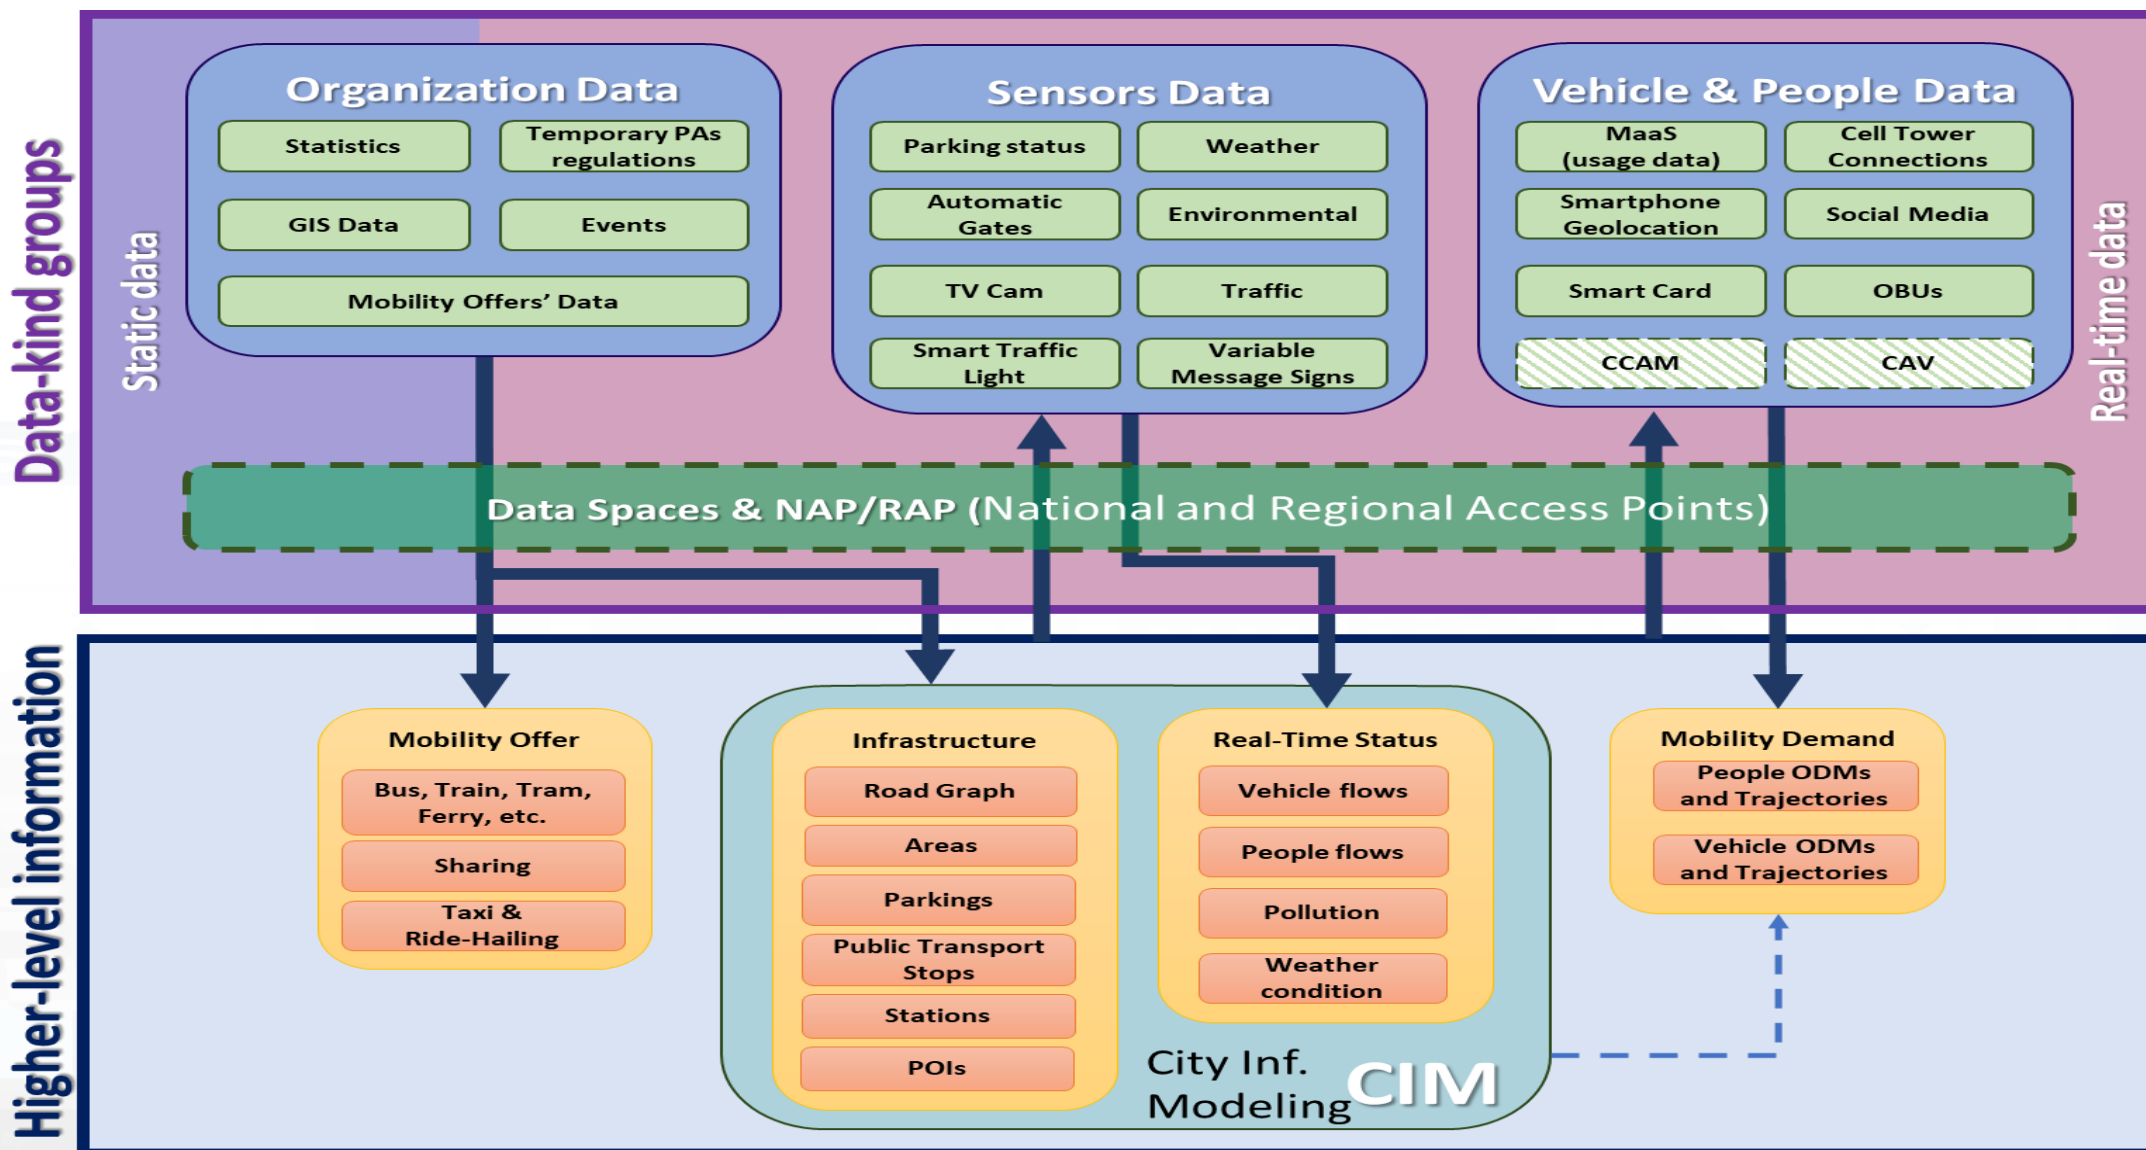 Data-kind groups
Static data
Real-time data
Organization Data
Statistics
Temporary PAs
regulations
GIS Data
Events
Mobility Offers’ Data
Sensors Data
Parking status
Weather
Automatic
Gates
Environmental
TV Cam
Traffic
Smart Traffic
Light
Variable
Message Signs
Vehicle & People Data
MaaS
(usage data)
Cell Tower
Connections
Smartphone
Geolocation
Social Media
Smart Card
OBUs
CCAM
CAV
Data Spaces & NAP/RAP (National and Regional Access Points)
Higher-level information
Mobility Offer
Bus, Train, Tram,
Ferry, etc.
Sharing
Taxi &
Ride-Hailing
Infrastructure
Road Graph
Areas
Parkings
Public Transport
Stops
Stations
POIs
Real-Time Status
Vehicle flows
People flows
Pollution
Weather
condition
City Inf.
Modeling
CIM
Mobility Demand
People ODMs
and Trajectories
Vehicle ODMs
and Trajectories